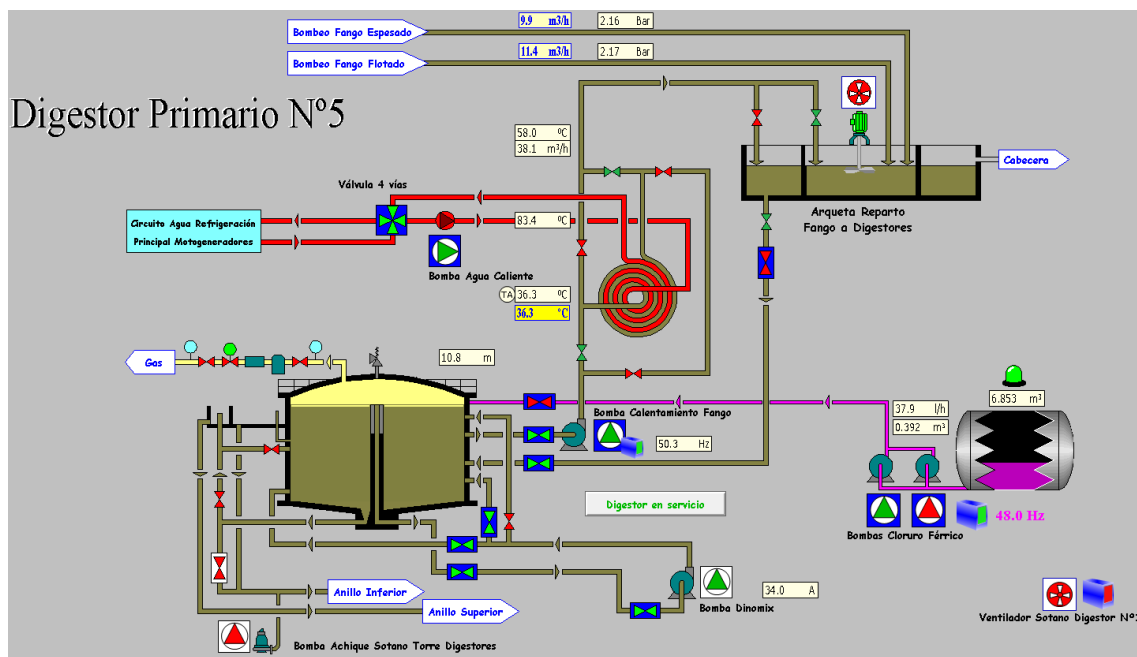 9.9 m3/h 2.16 Bar
Bombeo Fango Espesado
11.4 m3/h 2.17 Bar
Bombeo Fango Flotado
Digestor Primario Nº5
58.0 ºC
38.1 m³/h
Cabecera
Válvula 4 vías
Arqueta Reparto
Fango a Digestores
Circuito Agua Refrigeración
Principal Motogeneradores
83.4 ºC
Bomba Agua Caliente
TA 36.3 ºC
36.3 °C
Gas
10.8 m
6.853 m³
Bomba Calentamiento Fango
37.9 l/h
0.392 m³
50.3 Hz
Digestor en servicio
48.0 Hz
Bombas Cloruro Férrico
Anillo Inferior
34.0 A
Anillo Superior
Bomba Dinomix
Ventilador Sotano Digestor Nº
Bomba Achique Sotano Torre Digestores